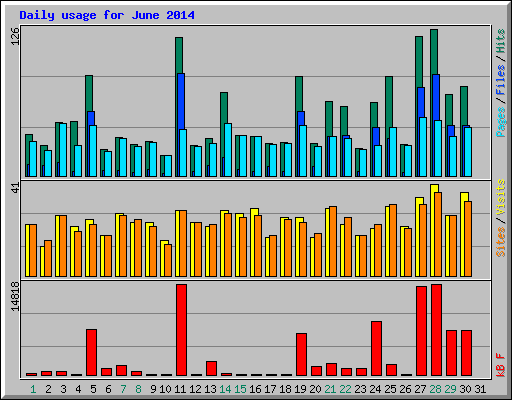 Daily usage for June 2014
126
Pages / Files / Hits
41
Sites / Visits
14818
kB F
1 2 3 4 5 6 7 8 9 10 11 12 13 14 15 16 17 18 19 20 21 22 23 24 25 26 27 28 29 30 31